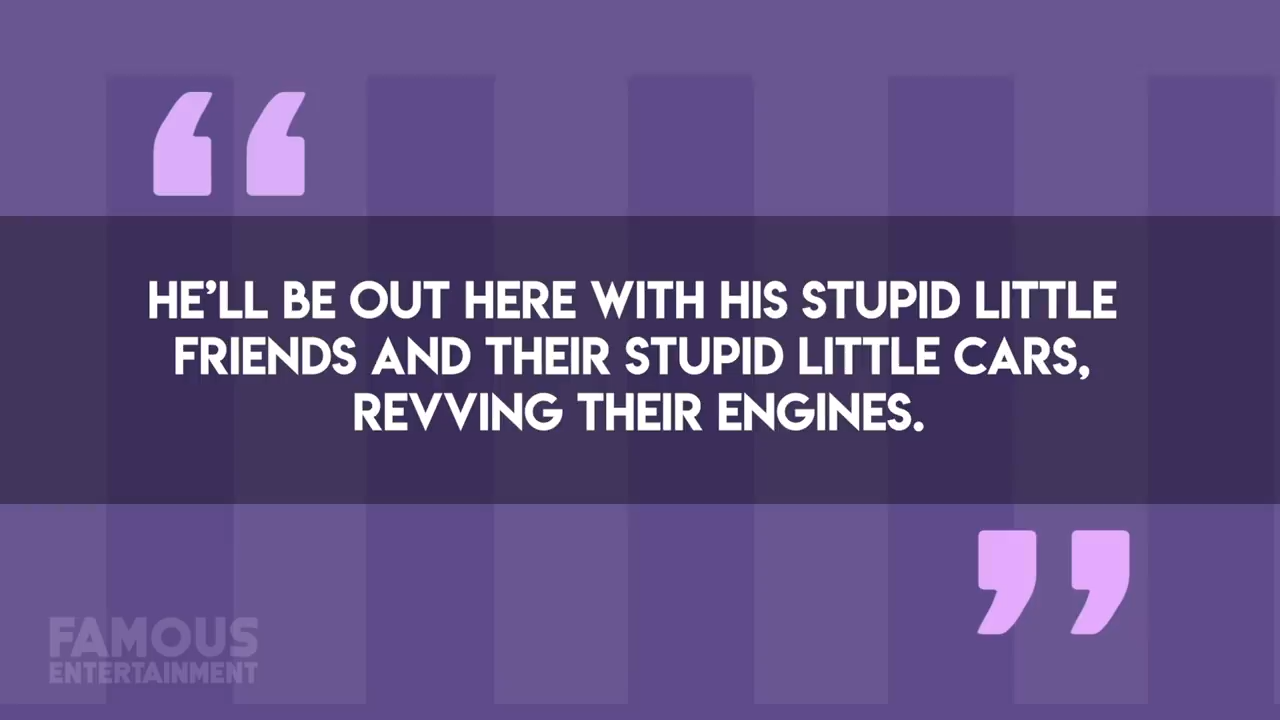 “
HE’LL BE OUT HERE WITH HIS STUPID LITTLE
FRIENDS AND THEIR STUPID LITTLE CARS,
REVVING THEIR ENGINES.
”
FAMOUS
ENTERTAINMENT